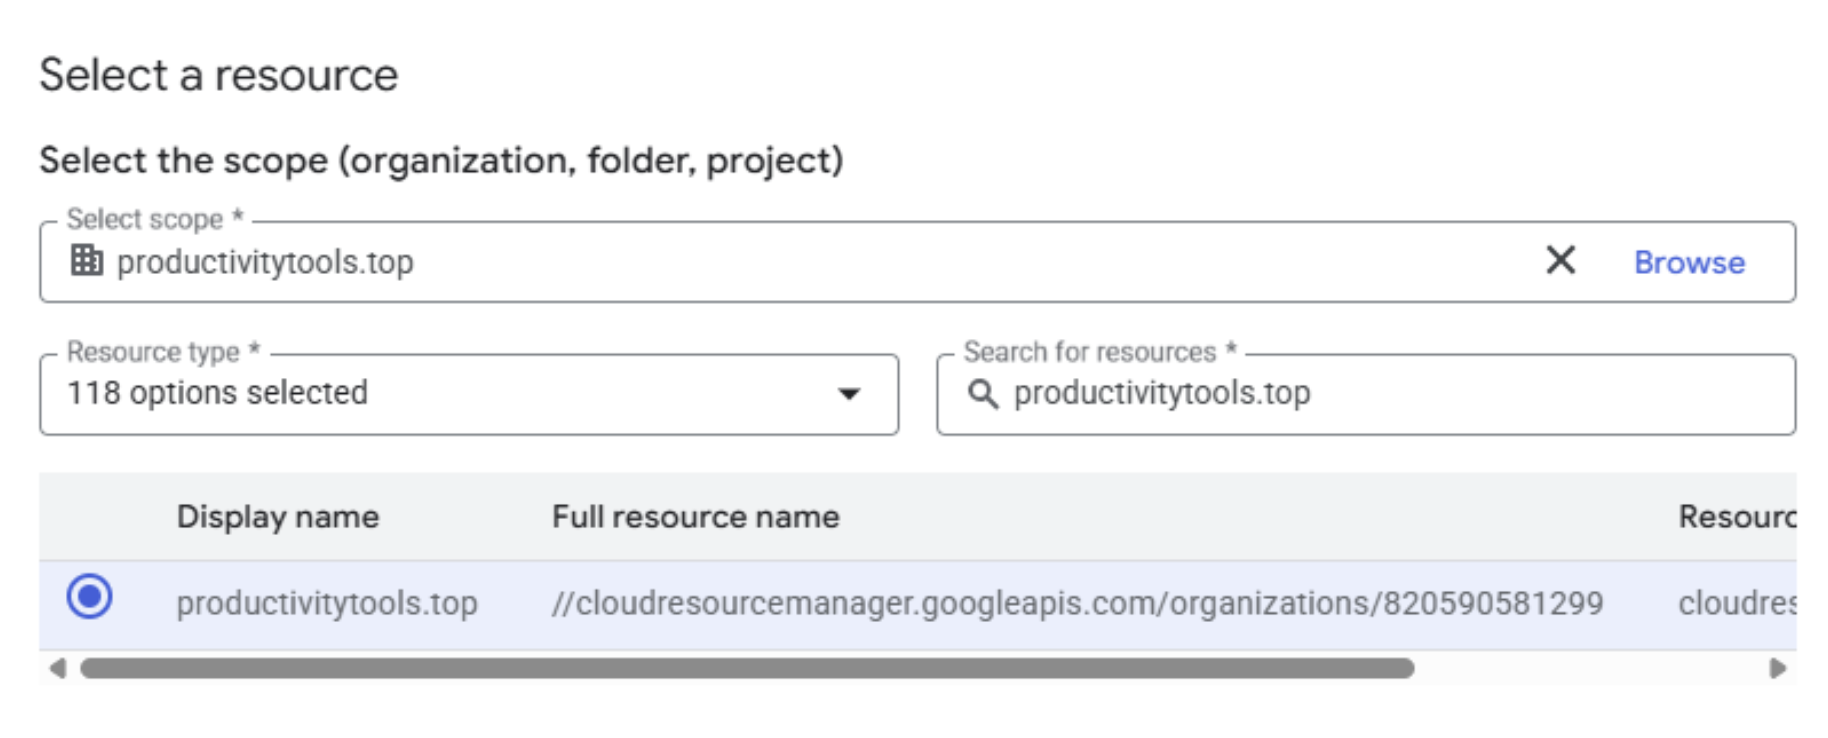 Select a resource
Select the scope (organization, folder, project)
Select scope *
productivitytools.top
Browse
Resource type *
118 options selected
Search for resources *
productivitytools.top
Display name Full resource name Resourc
productivitytools.top //cloudresourcemanager.googleapis.com/organizations/820590581299 cloudres